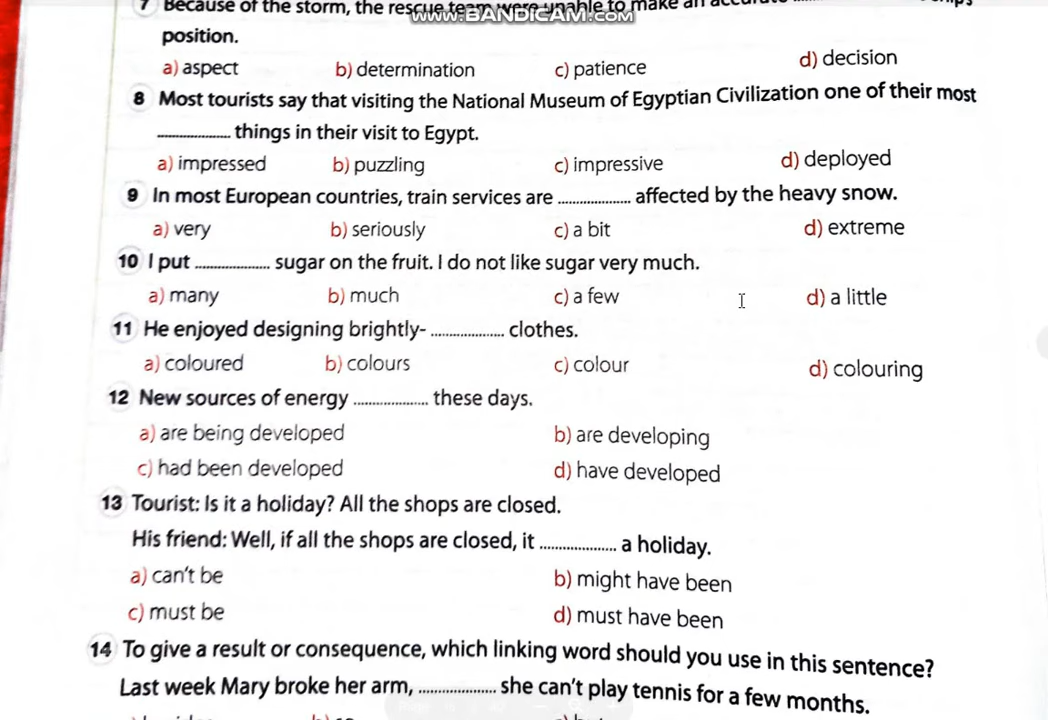 7 Because of the storm, the rescue team were unable to make an
position.
a) aspect b) determination c) patience d) decision
WWW.BANDICAM.COM
8 Most tourists say that visiting the National Museum of Egyptian Civilization one of their most
.................... things in their visit to Egypt.
a) impressed b) puzzling c) impressive d) deployed
9 In most European countries, train services are .................... affected by the heavy snow.
a) very b) seriously c) a bit d) extreme
10 I put .................... sugar on the fruit. I do not like sugar very much.
a) many b) much c) a few d) a little
11 He enjoyed designing brightly- .................... clothes.
a) coloured b) colours c) colour d) colouring
12 New sources of energy .................... these days.
a) are being developed b) are developing
c) had been developed d) have developed
13 Tourist: Is it a holiday? All the shops are closed.
His friend: Well, if all the shops are closed, it .................... a holiday.
a) can't be b) might have been
c) must be d) must have been
14 To give a result or consequence, which linking word should you use in this sentence?
Last week Mary broke her arm, .................... she can't play tennis for a few months.